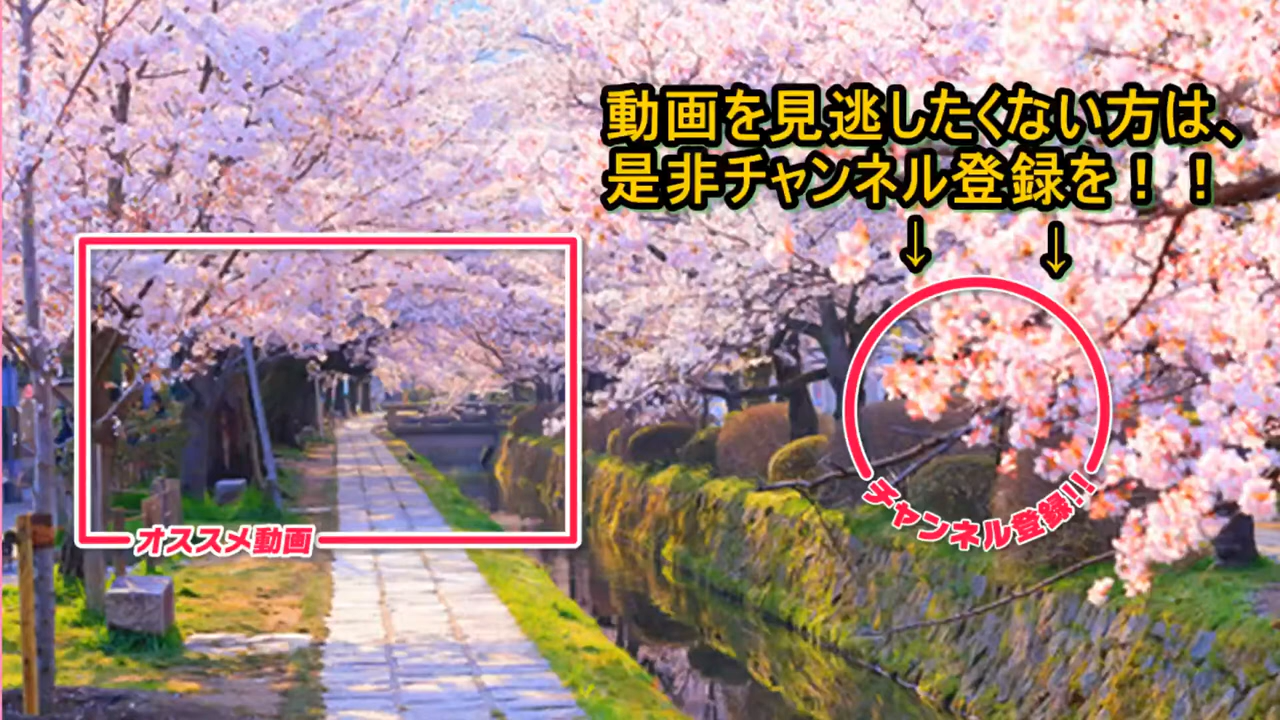 動画を見逃したくない方は、
是非チャンネル登録を！！
↓ ↓
チャンネル登録!!
オススメ動画